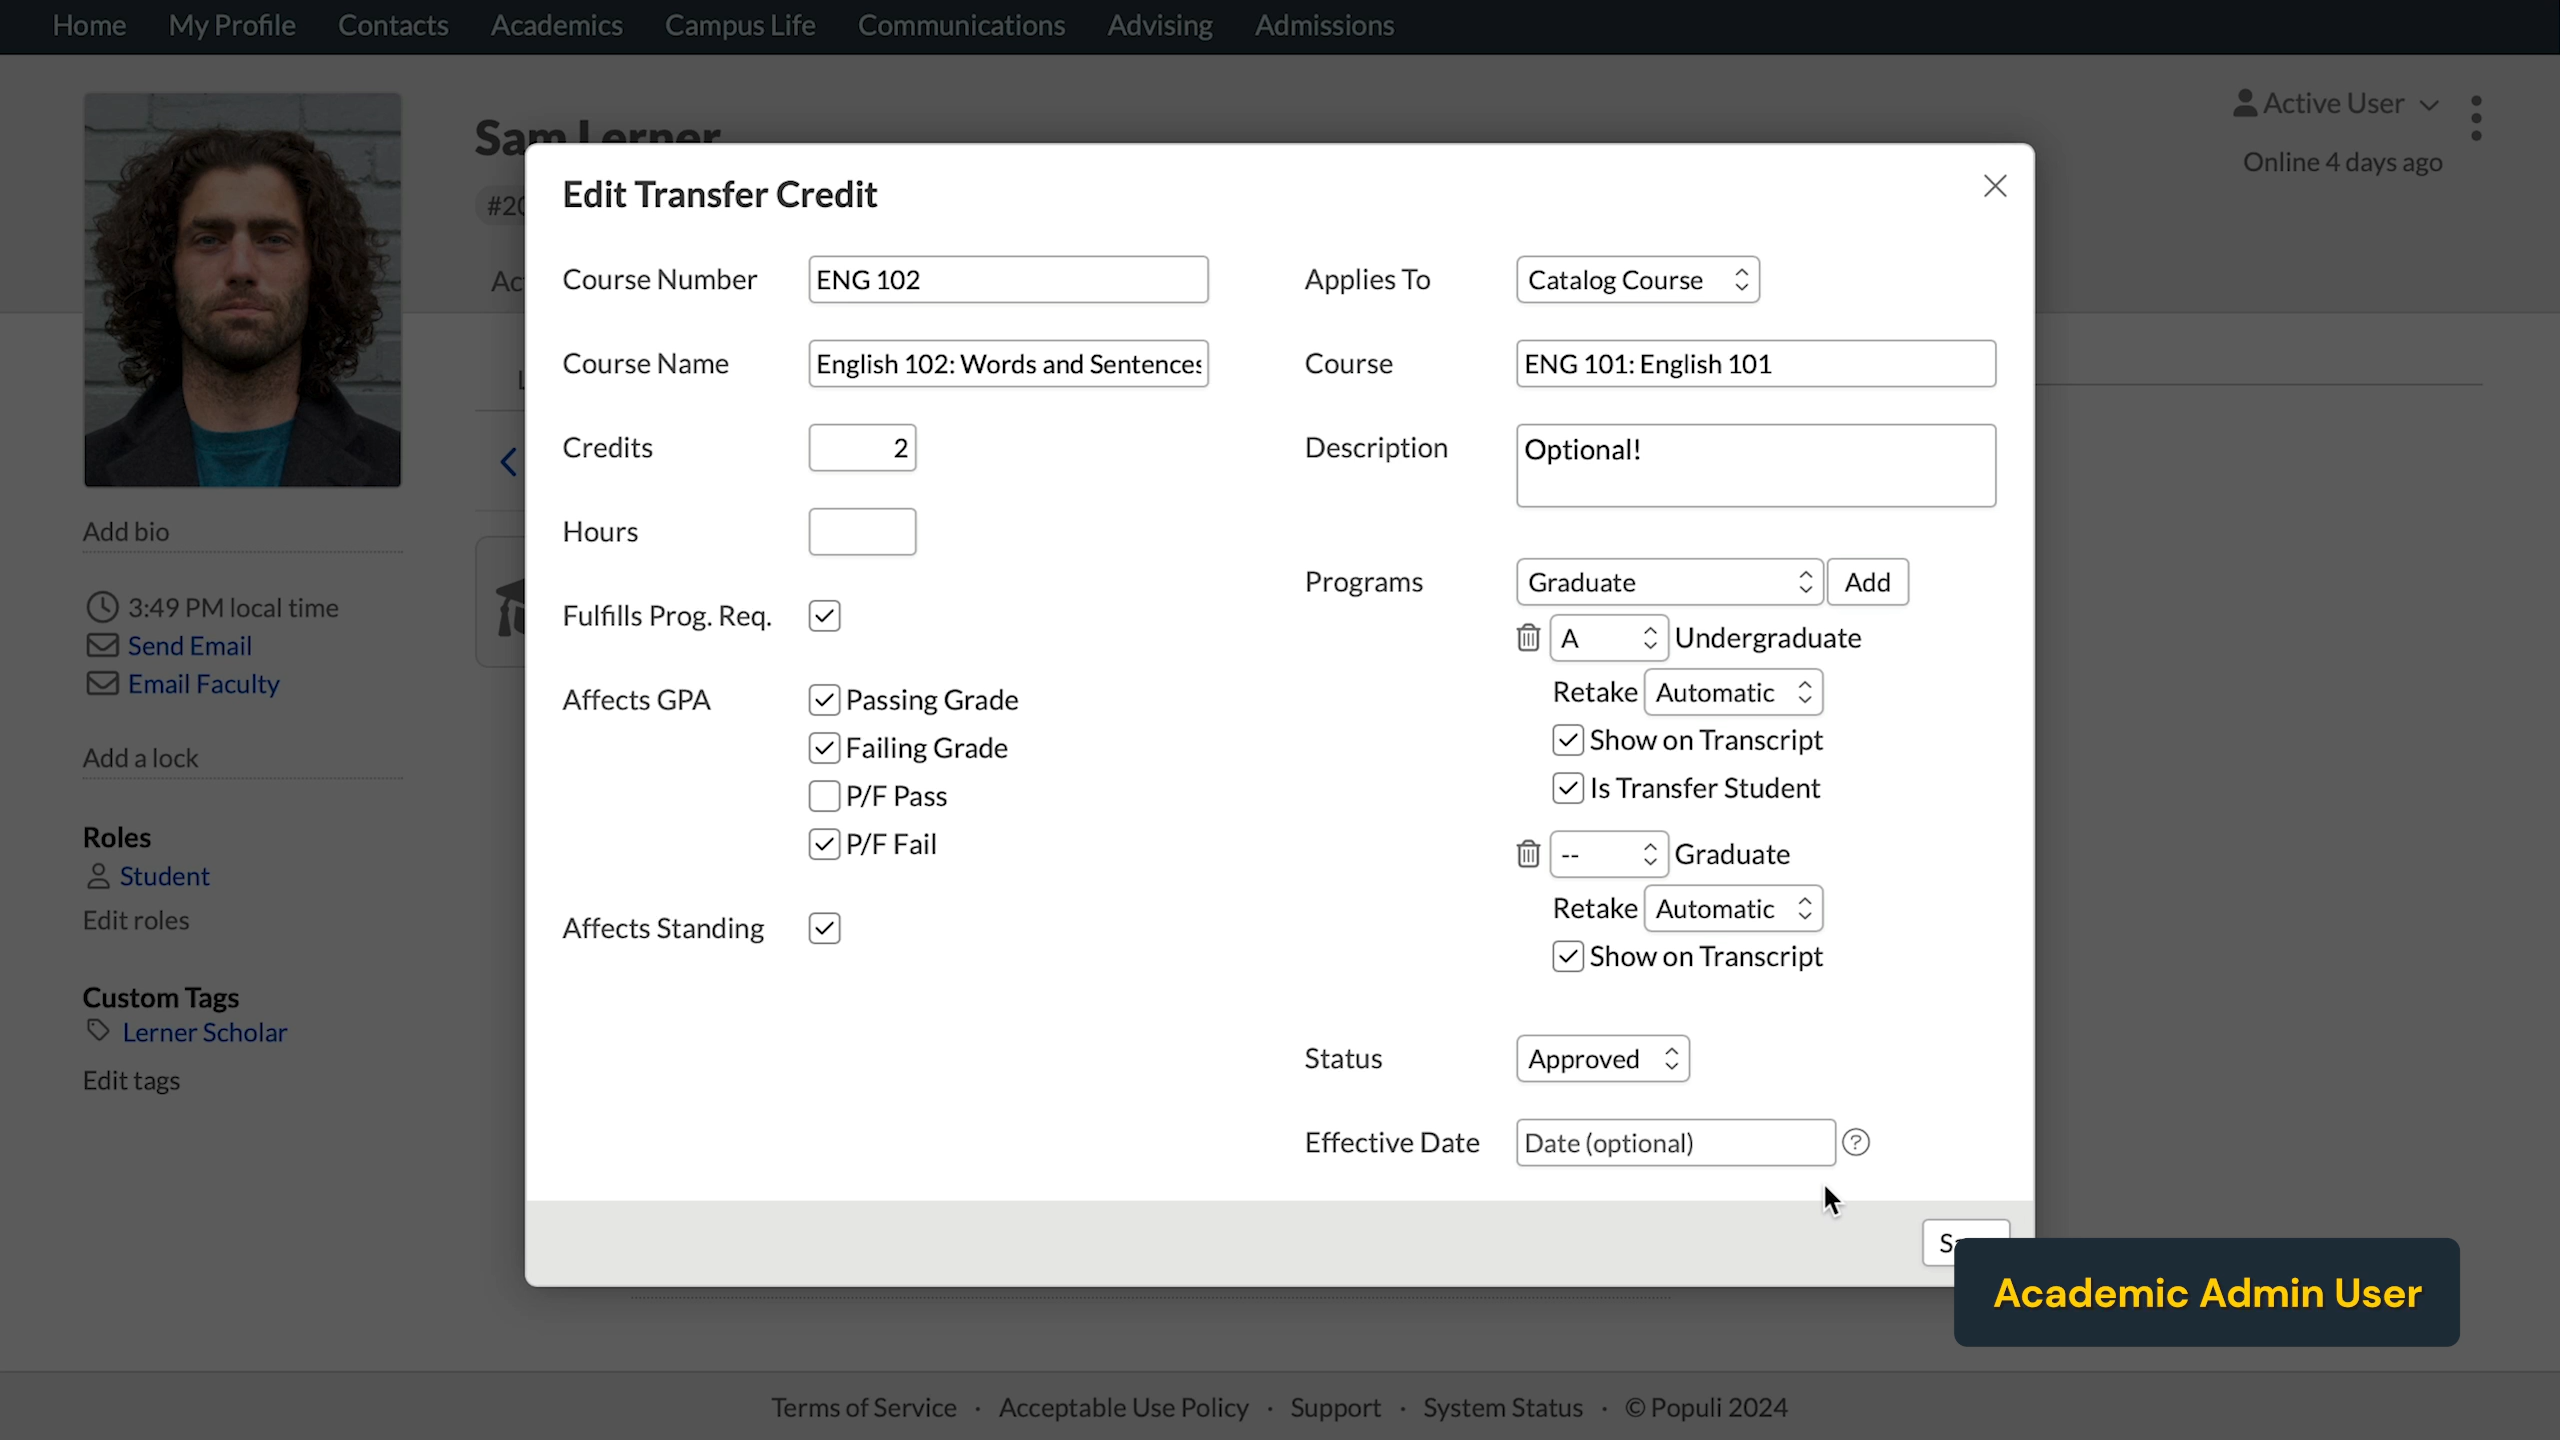 Home My Profile Contacts Academics Campus Life Communications Advising Admissions
Sam Lerner
Active User
Online 4 days ago
#20
Ac
Add bio
3:49 PM local time
Send Email
Email Faculty
Add a lock
Roles
Student
Edit roles
Custom Tags
Lerner Scholar
Edit tags
Edit Transfer Credit
Course Number ENG 102
Course Name English 102: Words and Sentences
Credits 2
Hours
Fulfills Prog. Req.
Affects GPA Passing Grade
Failing Grade
P/F Pass
P/F Fail
Affects Standing
Applies To Catalog Course
Course ENG 101: English 101
Description Optional!
Programs Graduate Add
A Undergraduate
Retake Automatic
Show on Transcript
Is Transfer Student
-- Graduate
Retake Automatic
Show on Transcript
Status Approved
Effective Date Date (optional) ?
Academic Admin User
Terms of Service · Acceptable Use Policy · Support · System Status · © Populi 2024